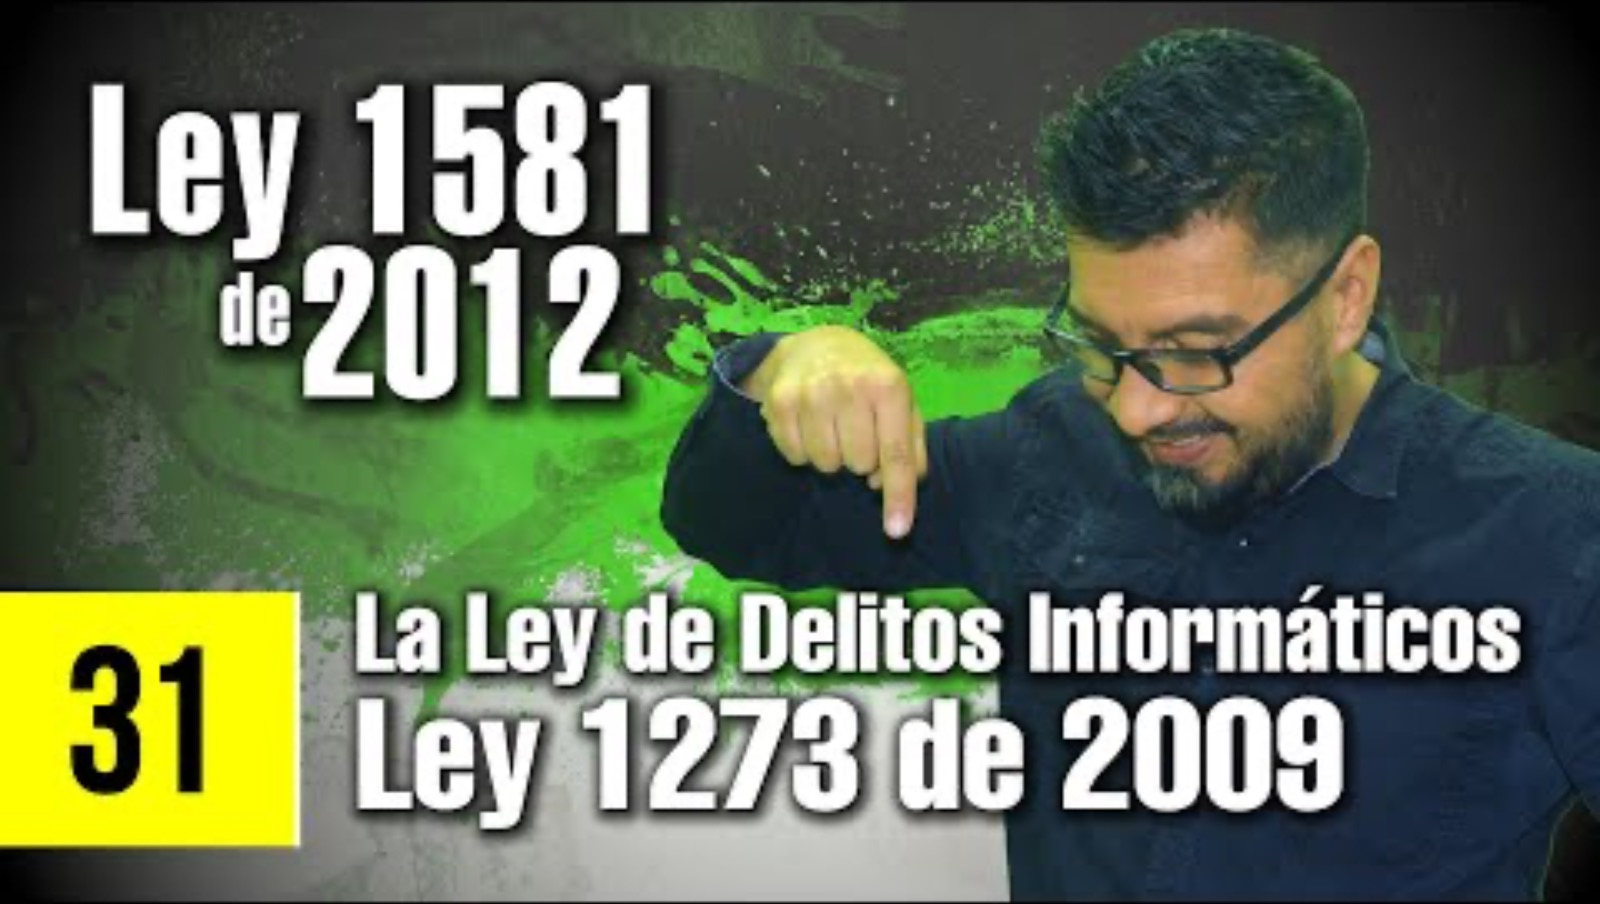 Ley 1581
de 2012
31
La Ley de Delitos Informáticos
Ley 1273 de 2009